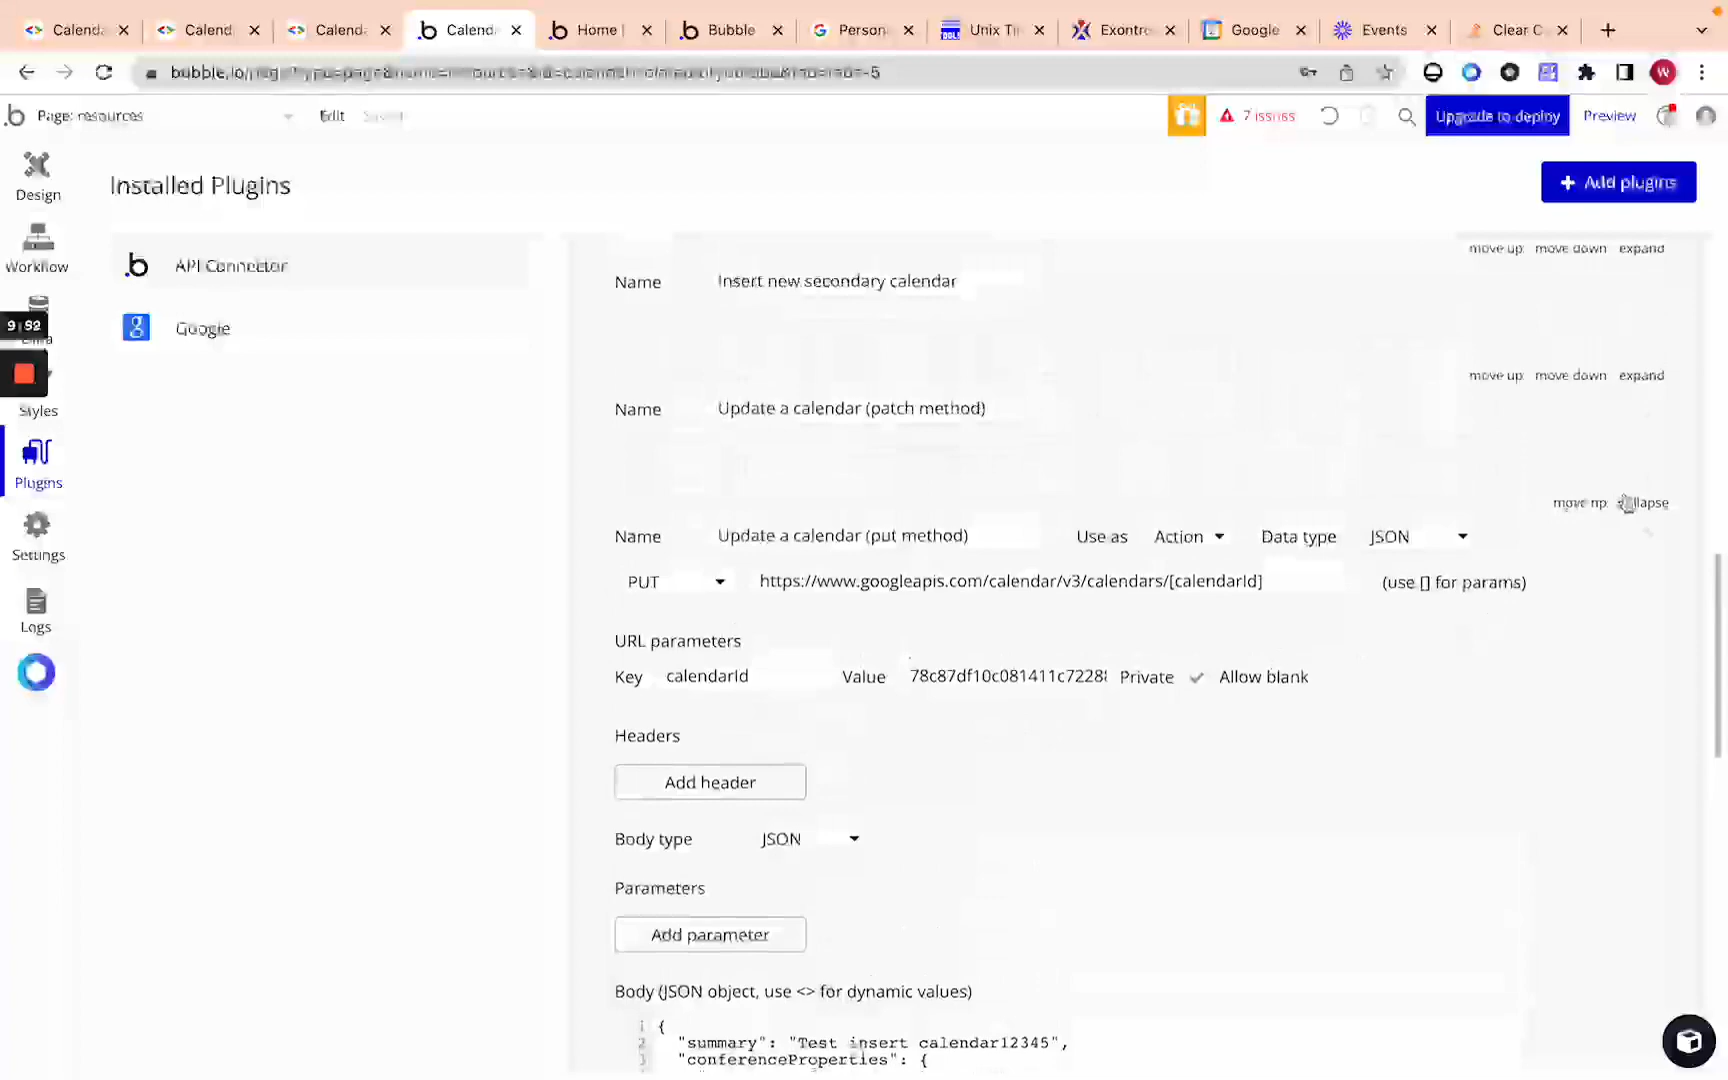 Calenda
Calend
Calenda
Calend
Home |
Bubble
Person
Unix Ti
Exontro
Google
Events
Clear C
Page: resources
Edit
Saved
7 issues
Upgrade to deploy
Preview
Design
Workflow
Styles
Plugins
Settings
Logs
Installed Plugins
+ Add plugins
API Connector
Google
move up move down expand
Name Insert new secondary calendar
move up move down expand
Name Update a calendar (patch method)
move up
Name Update a calendar (put method) Use as Action Data type JSON
PUT https://www.googleapis.com/calendar/v3/calendars/[calendarId] (use [] for params)
URL parameters
Key calendarId Value 78c87df10c081411c7228 Private Allow blank
Headers
Add header
Body type JSON
Parameters
Add parameter
Body (JSON object, use <> for dynamic values)
1 {
2 "summary": "Test insert calendar12345",
3 "conferenceProperties": {